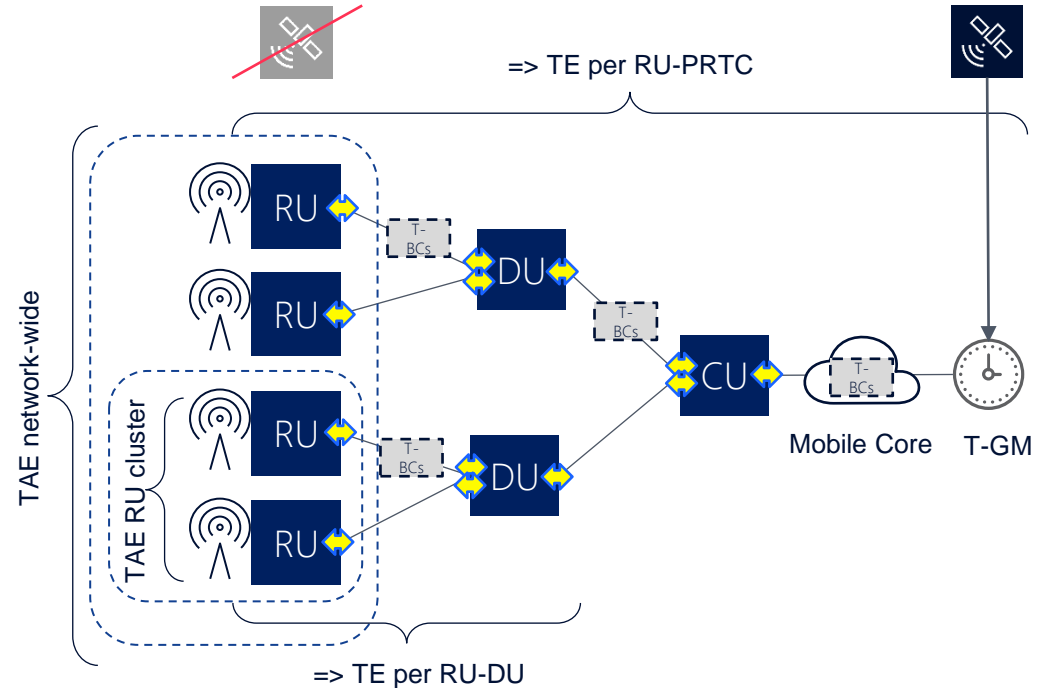 => TE per RU-PRTC
TAE network-wide
RU
T-
BCs
DU
RU
T-
BCs
CU
T-
BCs
Mobile Core
T-GM
TAE RU cluster
RU
T-
BCs
DU
RU
=> TE per RU-DU